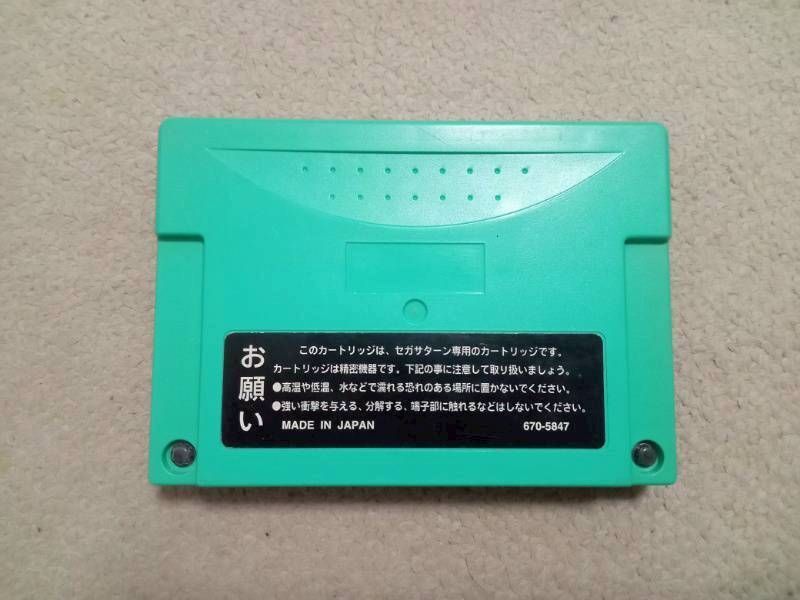 お願い
このカートリッジは、セガサターン専用のカートリッジです。
カートリッジは精密機器です。下記の事に注意して取り扱いましょう。
●高湿や低温、水などで濡れる恐れのある場所に置かないでください。
●強い衝撃を与える、分解する、端子部に触れるなどはしないでください。
MADE IN JAPAN 670-5847